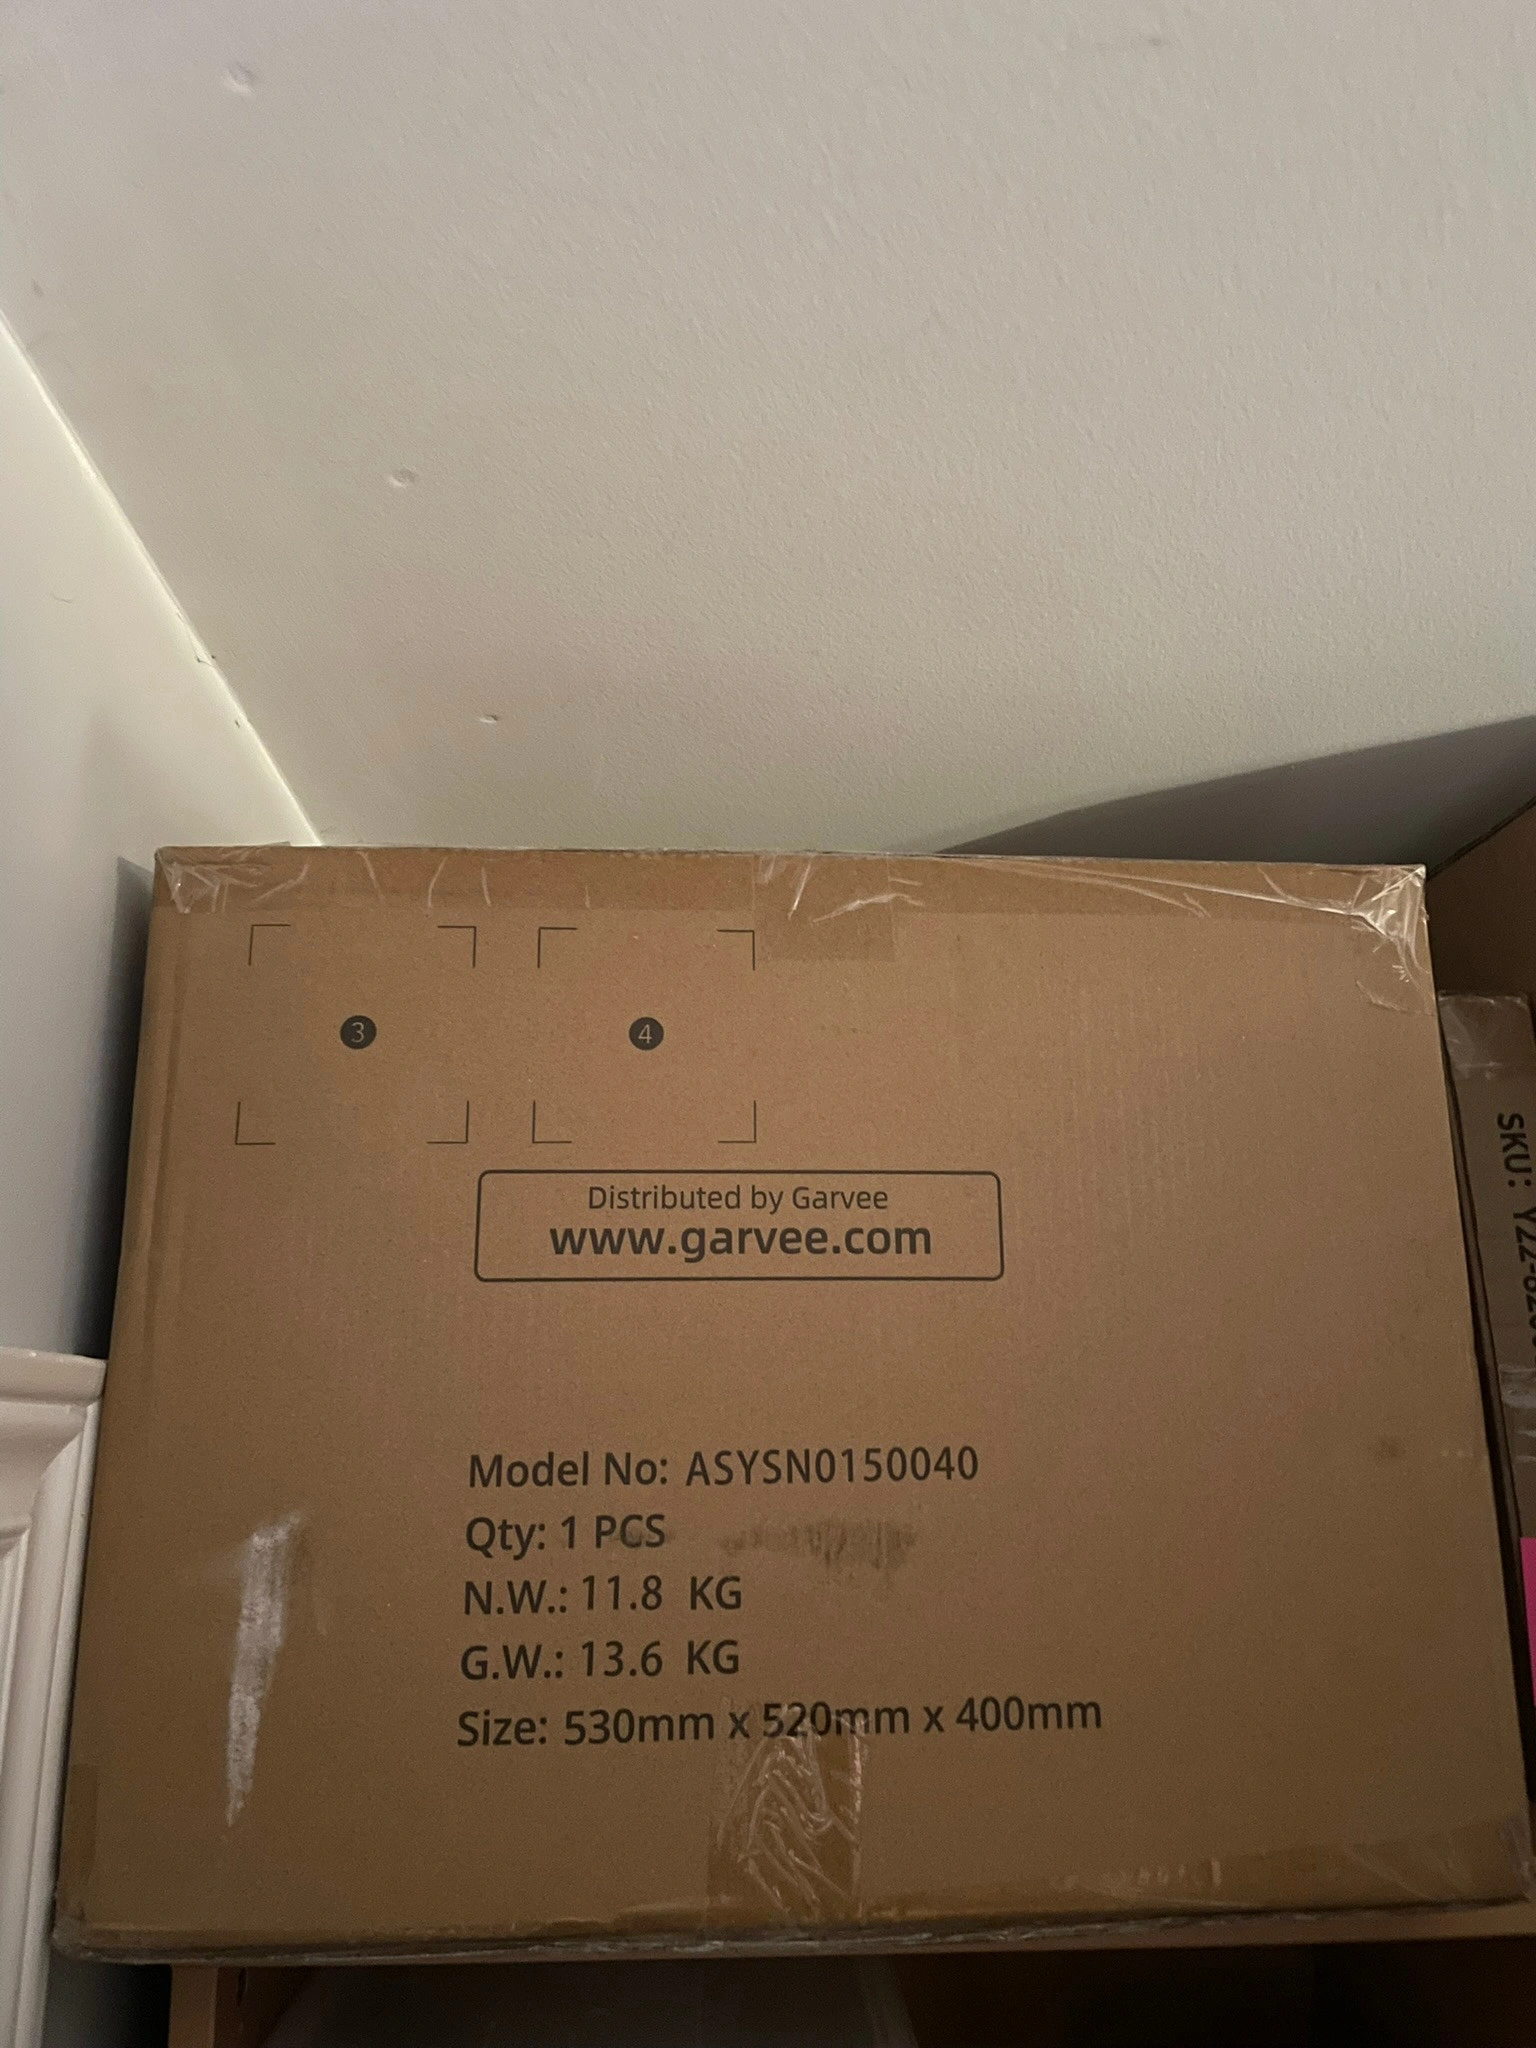 3
4
Distributed by Garvee
www.garvee.com
Model No: ASYSN0150040
Qty: 1 PCS
N.W.: 11.8 KG
G.W.: 13.6 KG
Size: 530mm x 520mm x 400mm
SKU: